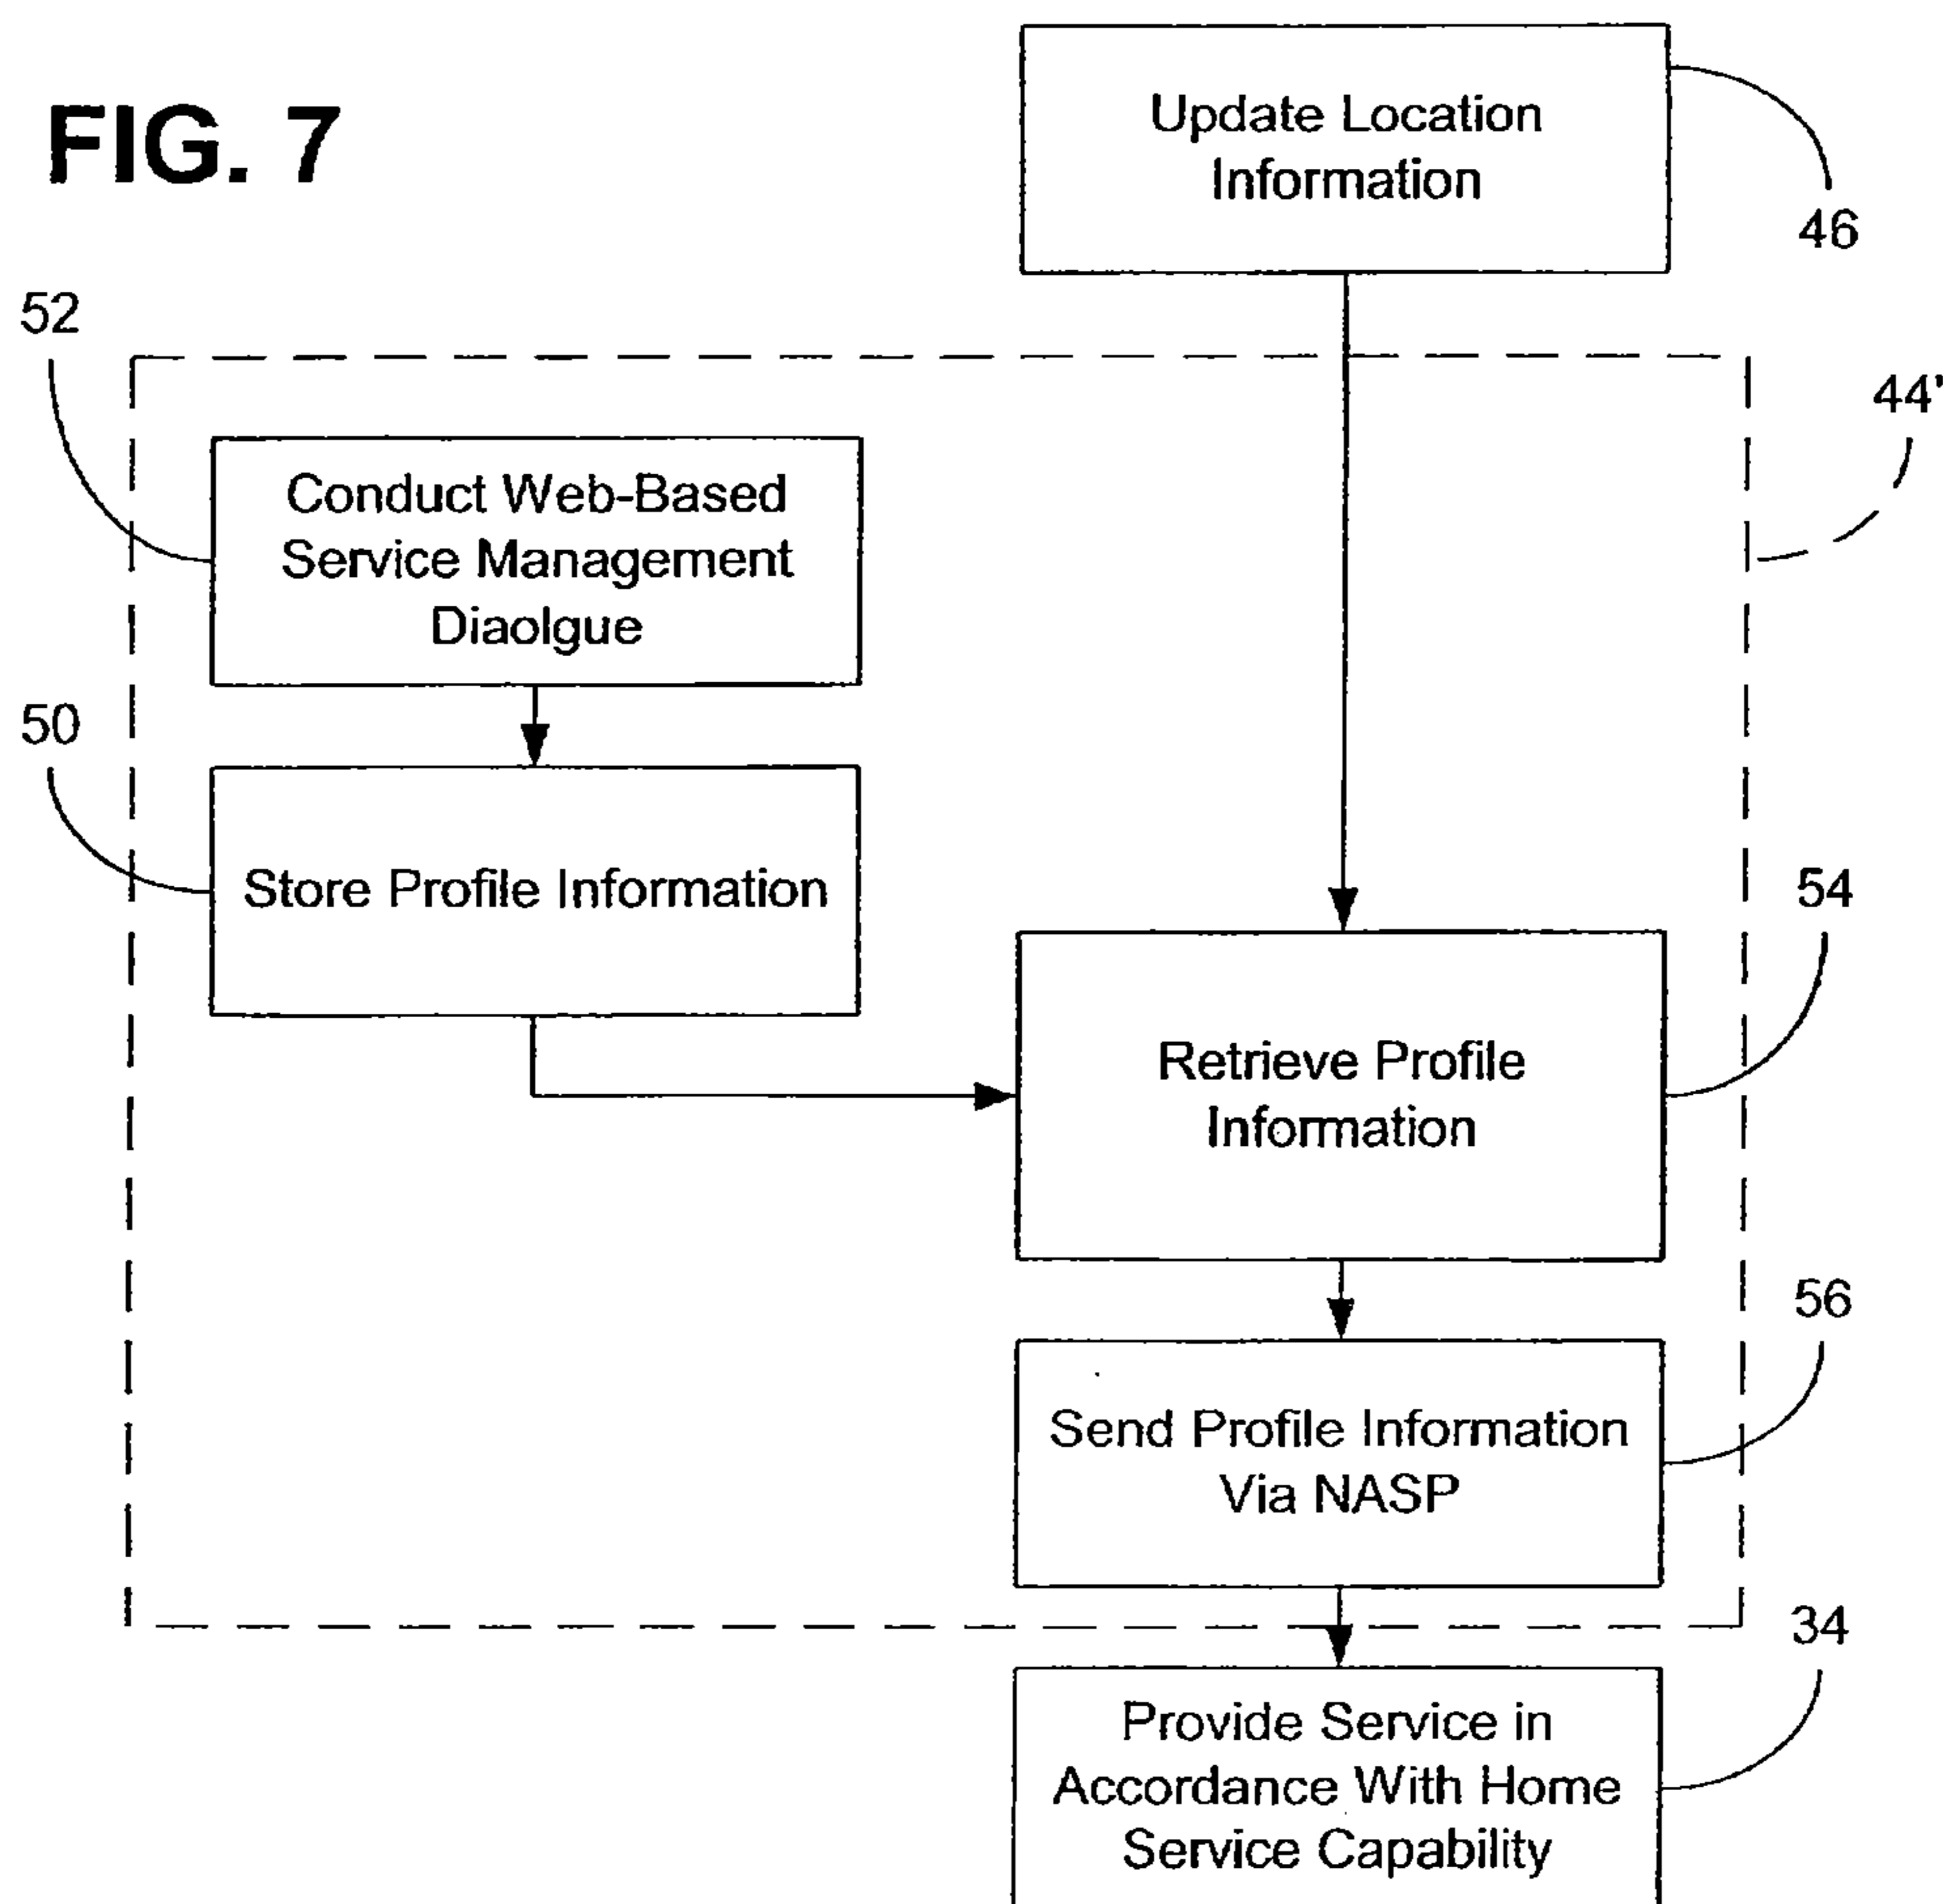 FIG. 7
Update Location
Information
46
52
44'
Conduct Web-Based
Service Management
Diaolgue
50
Store Profile Information
54
Retrieve Profile
Information
56
Send Profile Information
Via NASP
34
Provide Service in
Accordance With Home
Service Capability